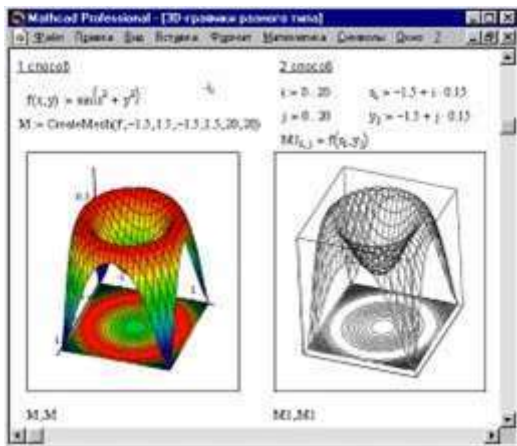 Mathcad Professional - [3D-графики разного типа]
Файл Правка Вид Вставка Формат Математика Символы Окно ?
1 способ
f(x,y) := sin(x² + y²)
M := CreateMesh(f,-1.5,1.5,-1.5,1.5,20,20)
M,M
2 способ
i := 0..20 xᵢ := -1.5 + i · 0.15
j := 0..20 yⱼ := -1.5 + j · 0.15
M1ᵢ,ⱼ := f(xᵢ,yⱼ)
M1,M1